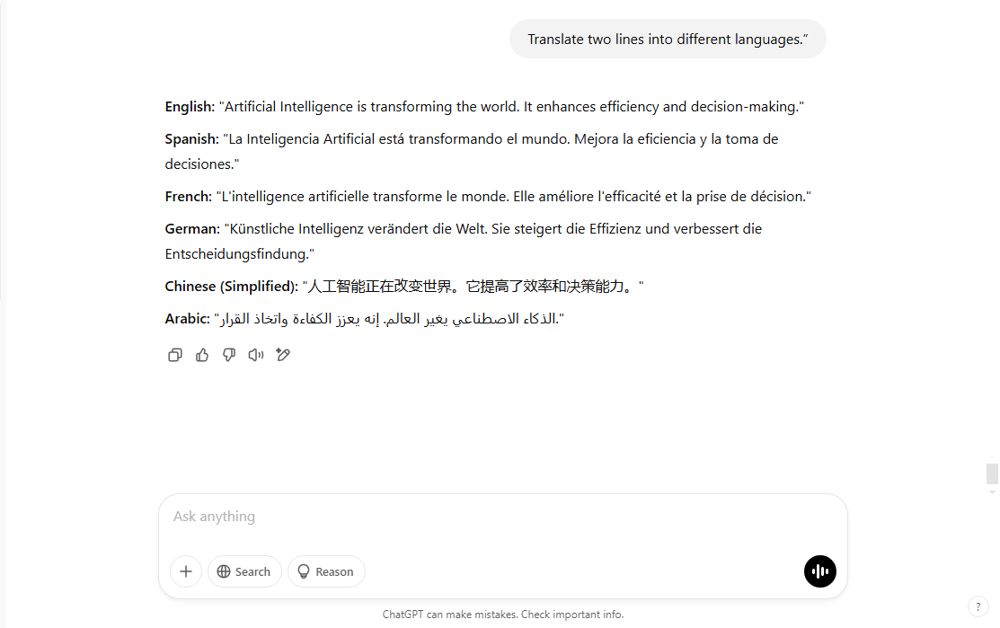 Translate two lines into different languages.”
English: "Artificial Intelligence is transforming the world. It enhances efficiency and decision-making."
Spanish: "La Inteligencia Artificial está transformando el mundo. Mejora la eficiencia y la toma de
decisiones."
French: "L'intelligence artificielle transforme le monde. Elle améliore l'efficacité et la prise de décision."
German: "Künstliche Intelligenz verändert die Welt. Sie steigert die Effizienz und verbessert die
Entscheidungsfindung."
Chinese (Simplified): "人工智能正在改变世界。它提高了效率和决策能力。"
Arabic: "الذكاء الاصطناعي يغير العالم. إنه يعزز الكفاءة واتخاذ القرار."
Ask anything
Search
Reason
ChatGPT can make mistakes. Check important info.
?